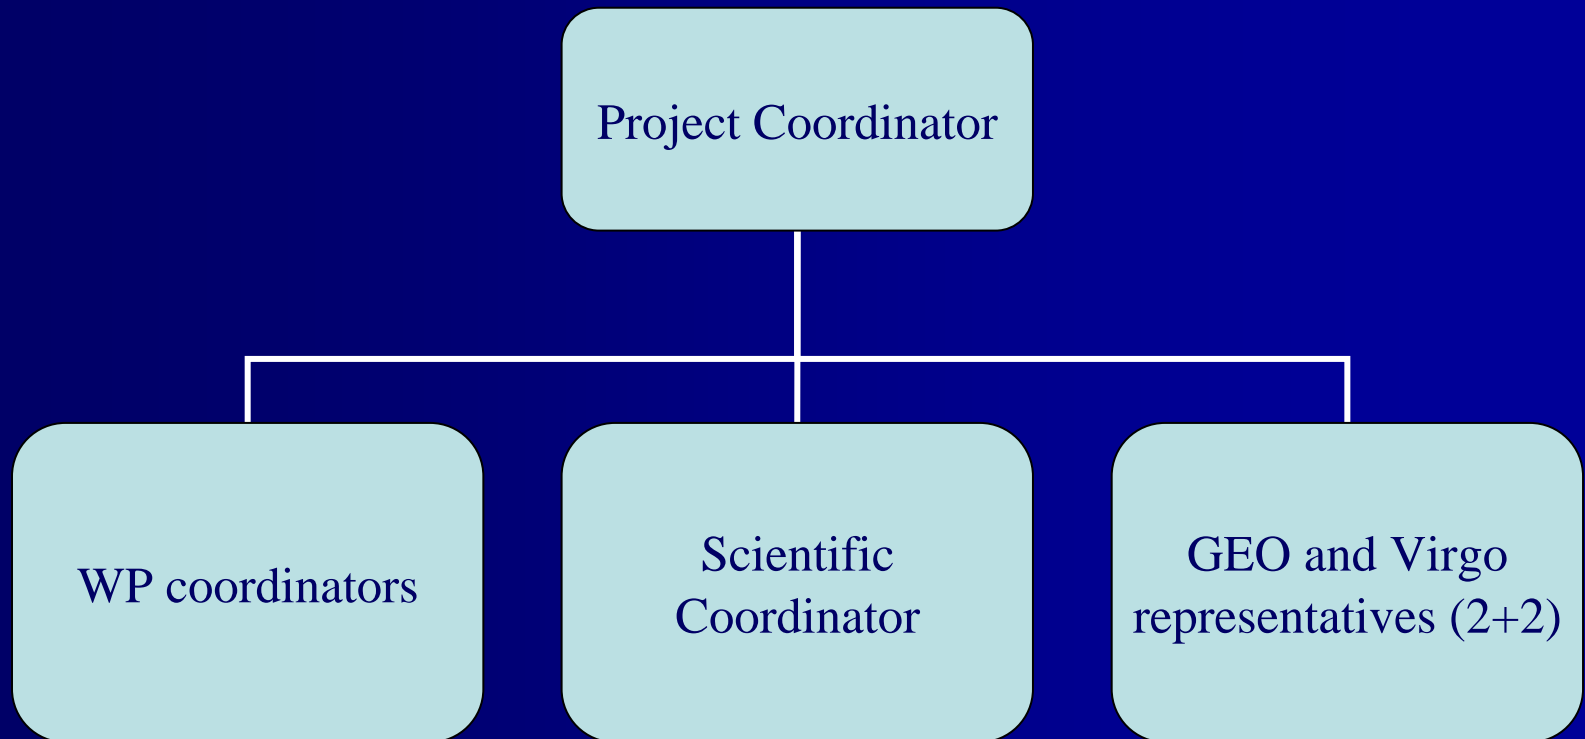 Project Coordinator
WP coordinators
Scientific
Coordinator
GEO and Virgo
representatives (2+2)